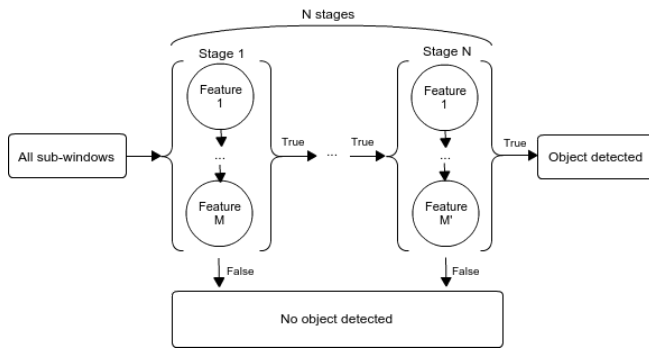 N stages
Stage 1
Stage N
Feature
1
Feature
1
All sub-windows
...
True
...
True
...
True
Object detected
Feature
M
Feature
M'
False
False
No object detected